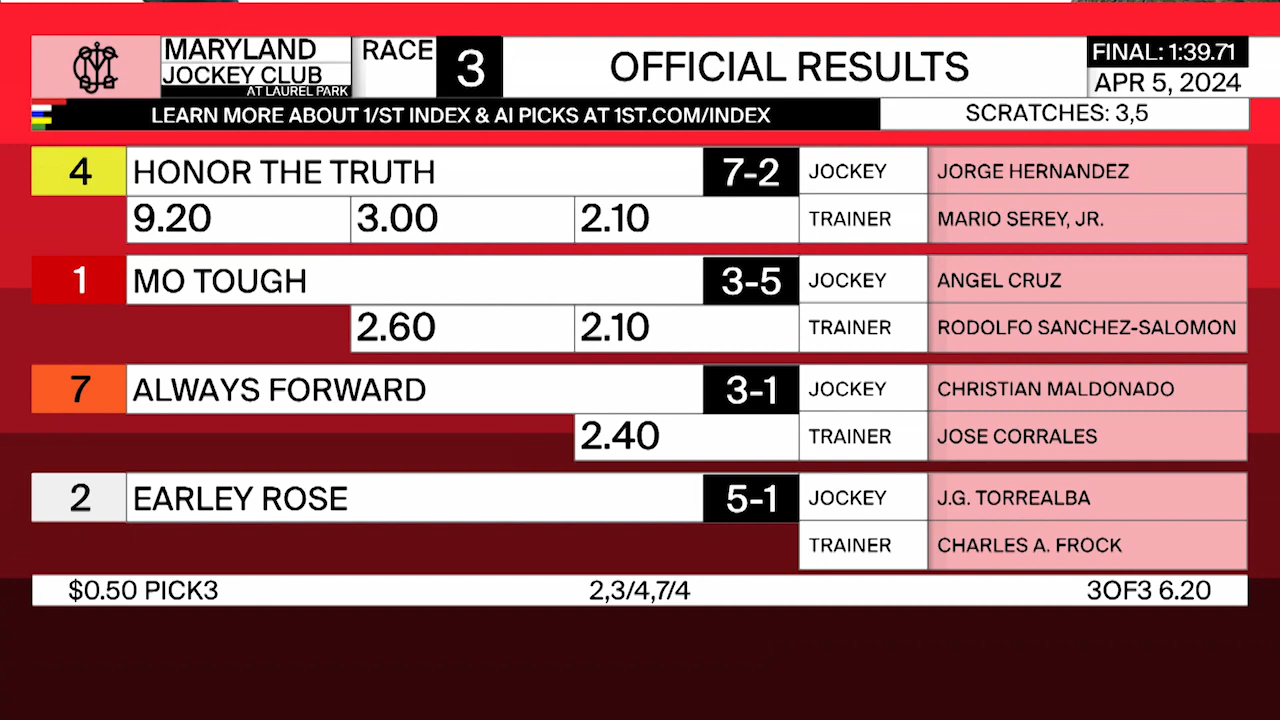 MARYLAND
JOCKEY CLUB
AT LAUREL PARK
RACE 3
OFFICIAL RESULTS
FINAL: 1:39.71
APR 5, 2024
LEARN MORE ABOUT 1/ST INDEX & AI PICKS AT 1ST.COM/INDEX
SCRATCHES: 3,5
4 HONOR THE TRUTH 7-2 JOCKEY JORGE HERNANDEZ
9.20 3.00 2.10 TRAINER MARIO SEREY, JR.
1 MO TOUGH 3-5 JOCKEY ANGEL CRUZ
2.60 2.10 TRAINER RODOLFO SANCHEZ-SALOMON
7 ALWAYS FORWARD 3-1 JOCKEY CHRISTIAN MALDONADO
2.40 TRAINER JOSE CORRALES
2 EARLEY ROSE 5-1 JOCKEY J.G. TORREALBA
TRAINER CHARLES A. FROCK
$0.50 PICK3 2,3/4,7/4 3OF3 6.20